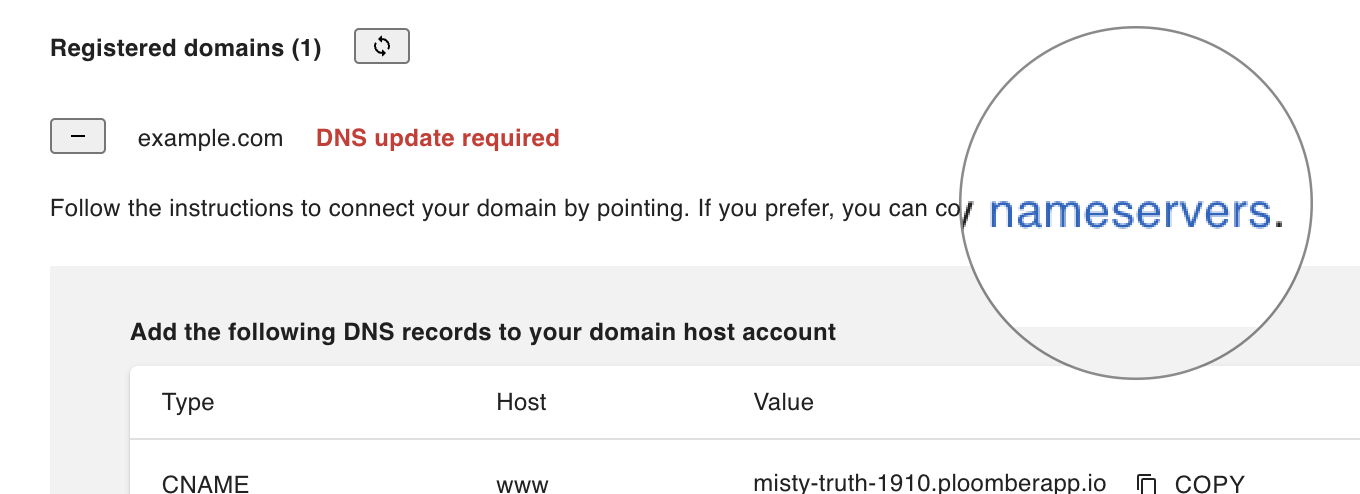 Registered domains (1)
example.com DNS update required
Follow the instructions to connect your domain by pointing. If you prefer, you can nameservers.
Add the following DNS records to your domain host account
Type Host Value
CNAME www misty-truth-1910.ploomberapp.io COPY